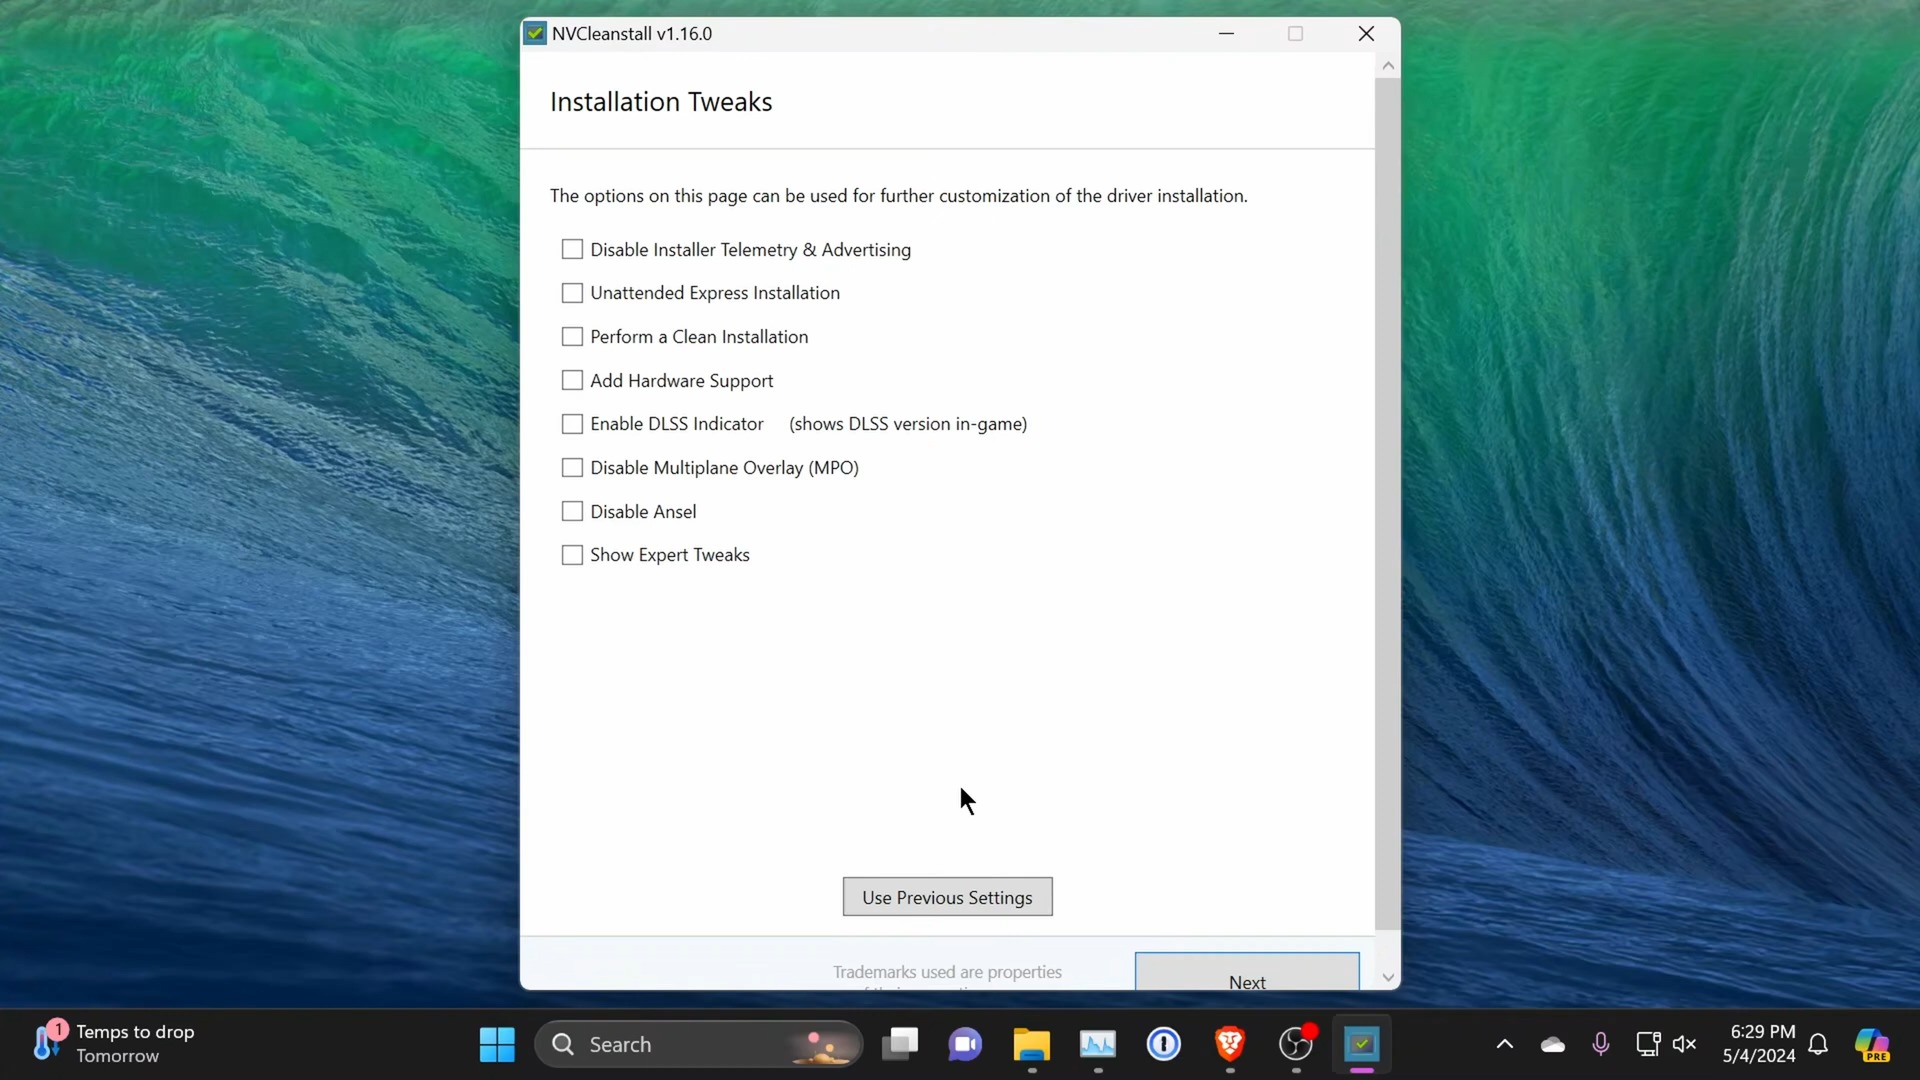 NVCleanstall v1.16.0
Installation Tweaks
The options on this page can be used for further customization of the driver installation.
Disable Installer Telemetry & Advertising
Unattended Express Installation
Perform a Clean Installation
Add Hardware Support
Enable DLSS Indicator (shows DLSS version in-game)
Disable Multiplane Overlay (MPO)
Disable Ansel
Show Expert Tweaks
Use Previous Settings
Trademarks used are properties
Next
1
Temps to drop
Tomorrow
Search
6:29 PM
5/4/2024
PRE